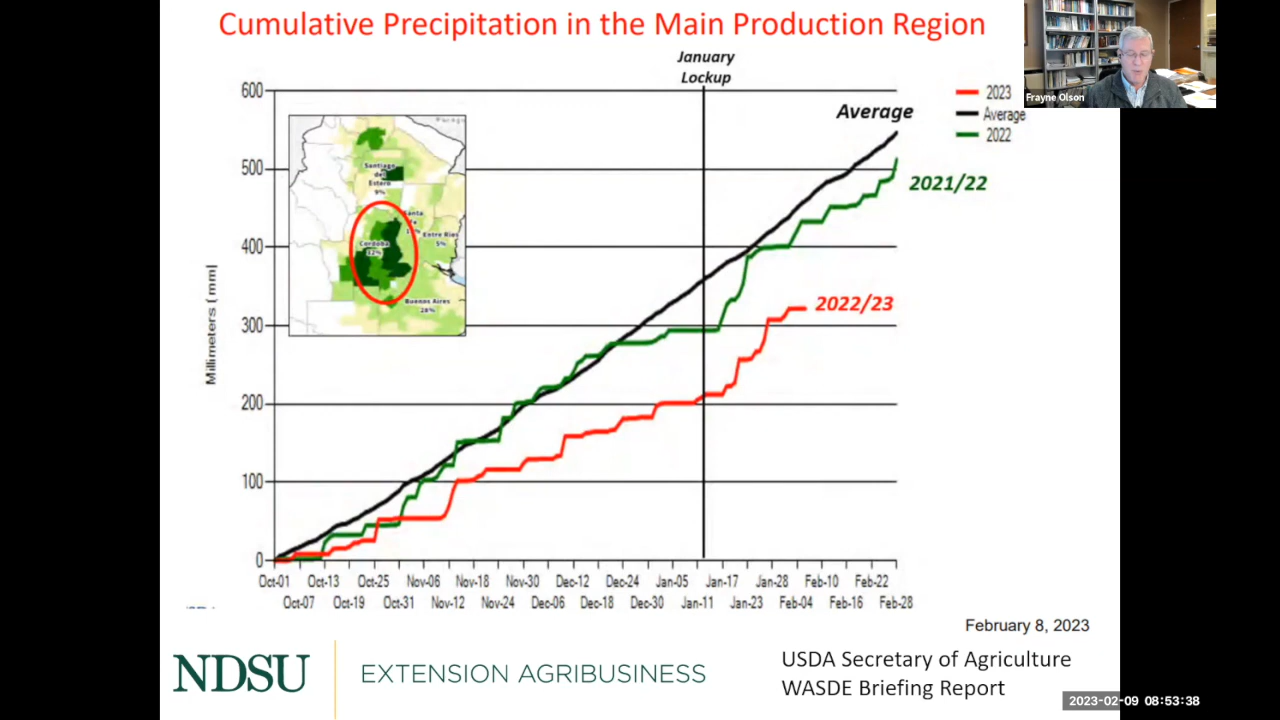 Cumulative Precipitation in the Main Production Region
January
Lockup
Frayne Olson
2023
Average
2022
Average
2021/22
2022/23
Millimeters (mm)
600
500
400
300
200
100
0
Santiago
del
Estero
9%
Santa
Cordoba
Entre Rios
5%
Buenos Aires
28%
Oct-01 Oct-13 Oct-25 Nov-06 Nov-18 Nov-30 Dec-12 Dec-24 Jan-05 Jan-17 Jan-28 Feb-10 Feb-22
Oct-07 Oct-19 Oct-31 Nov-12 Nov-24 Dec-06 Dec-18 Dec-30 Jan-11 Jan-23 Feb-04 Feb-16 Feb-28
February 8, 2023
NDSU EXTENSION AGRIBUSINESS
USDA Secretary of Agriculture
WASDE Briefing Report
2023-02-09 08:53:38